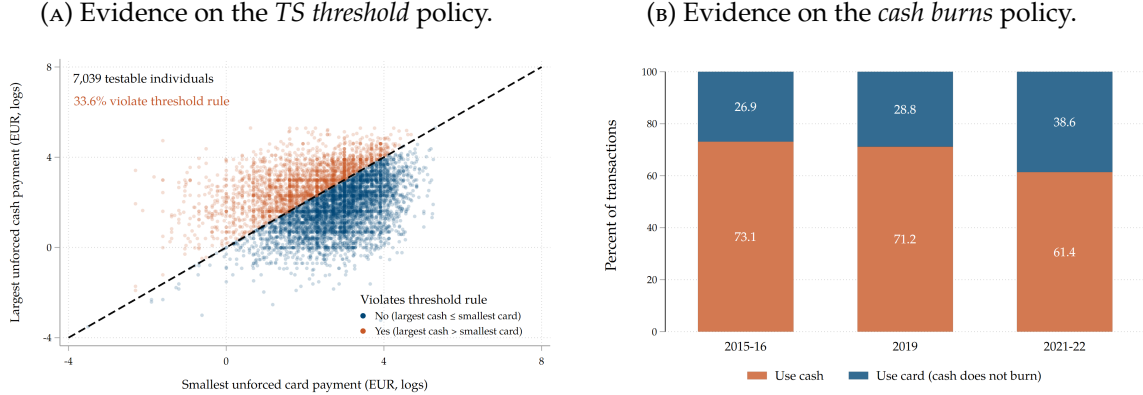 (A) Evidence on the TS threshold policy.
7,039 testable individuals
33.6% violate threshold rule
Largest unforced cash payment (EUR, logs)
8
4
0
-4
Violates threshold rule
No (largest cash ≤ smallest card)
Yes (largest cash > smallest card)
-4 0 4 8
Smallest unforced card payment (EUR, logs)
(B) Evidence on the cash burns policy.
Percent of transactions
100
80
60
40
20
0
26.9 28.8 38.6
73.1 71.2 61.4
2015-16 2019 2021-22
Use cash Use card (cash does not burn)